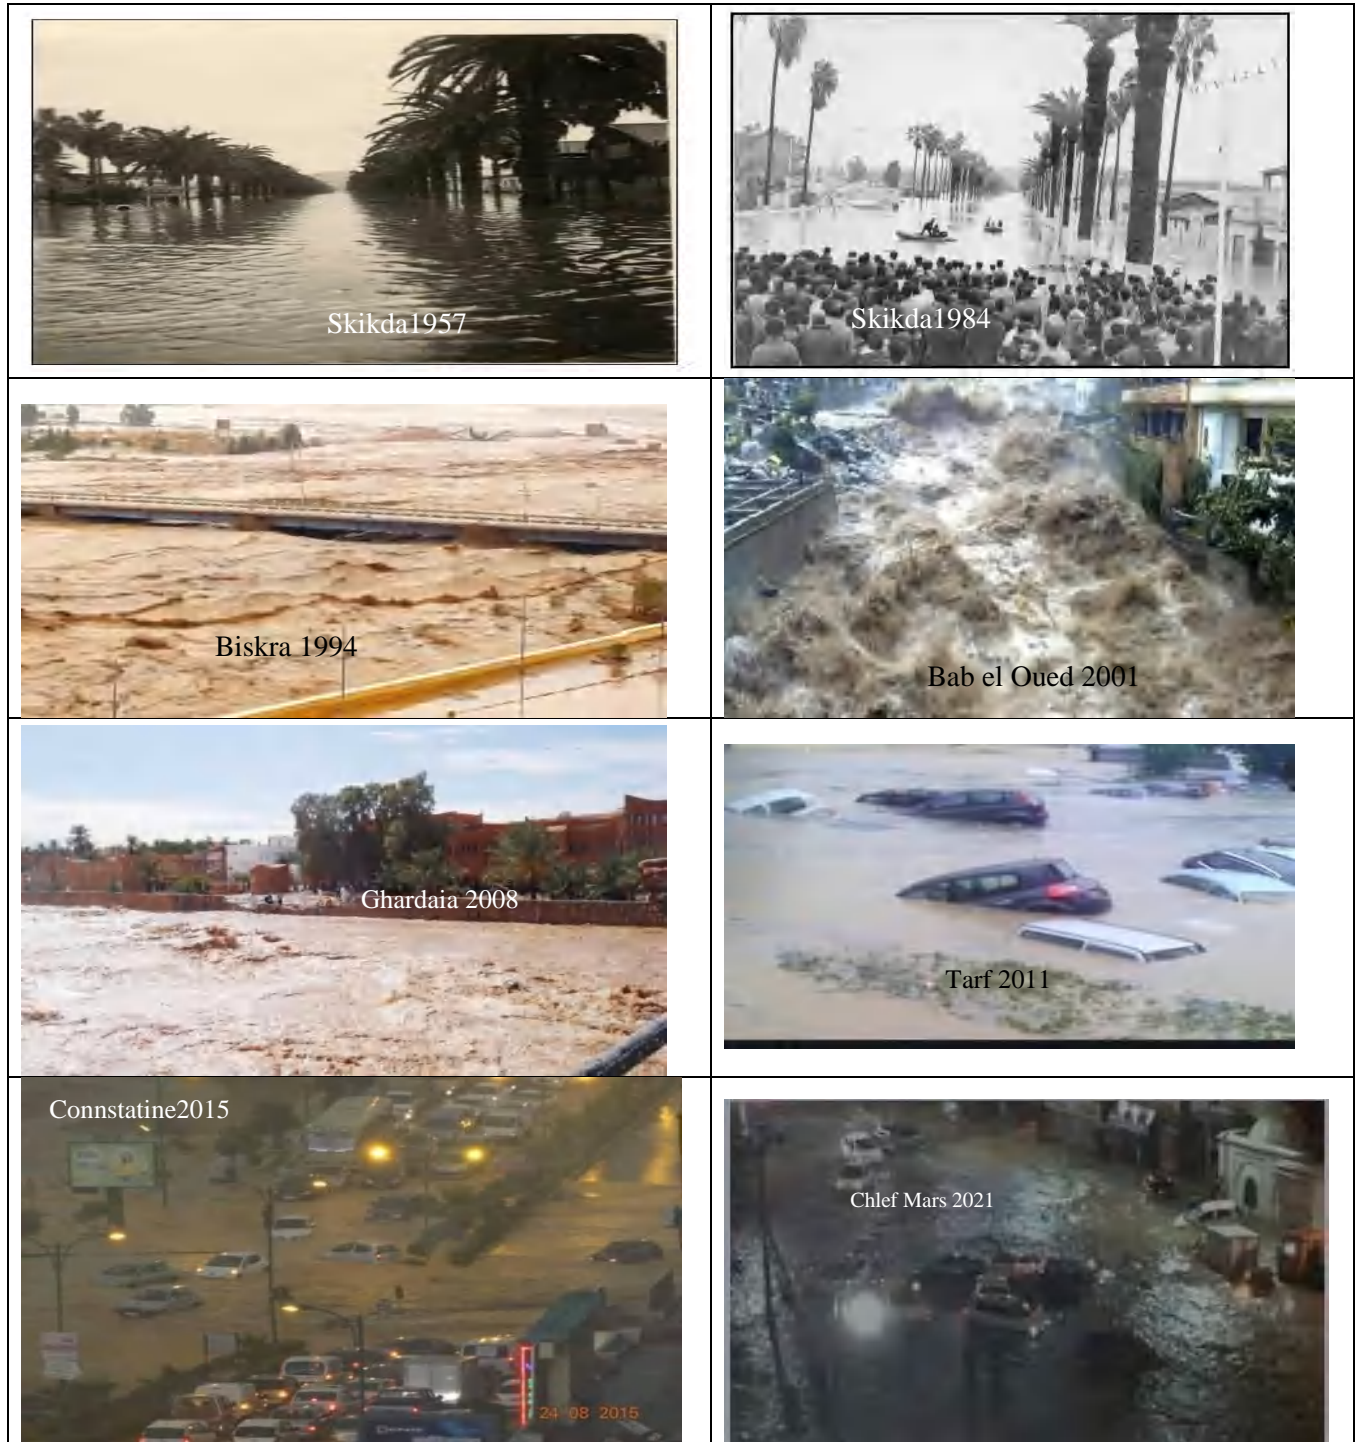 Skikda1957
Skikda1984
Biskra 1994
Bab el Oued 2001
Ghardaia 2008
Tarf 2011
Connstatine2015
24 08 2015
Chlef Mars 2021